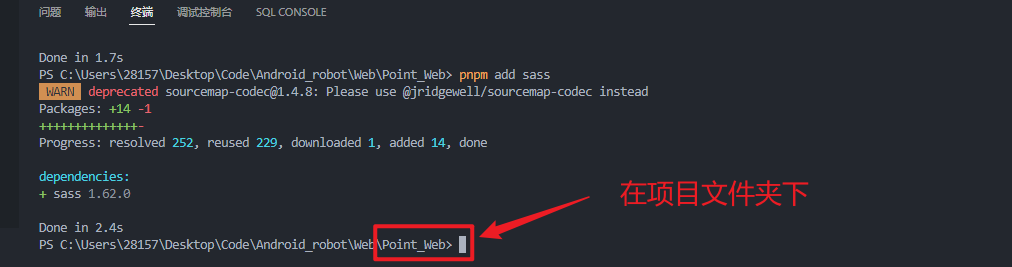 问题 输出 终端 调试控制台 SQL CONSOLE
Done in 1.7s
PS C:\Users\28157\Desktop\Code\Android_robot\Web\Point_Web> pnpm add sass
WARN deprecated sourcemap-codec@1.4.8: Please use @jridgewell/sourcemap-codec instead
Packages: +14 -1
++++++++++++++-
Progress: resolved 252, reused 229, downloaded 1, added 14, done
dependencies:
+ sass 1.62.0
在项目文件夹下
Done in 2.4s
PS C:\Users\28157\Desktop\Code\Android_robot\Web\Point_Web>